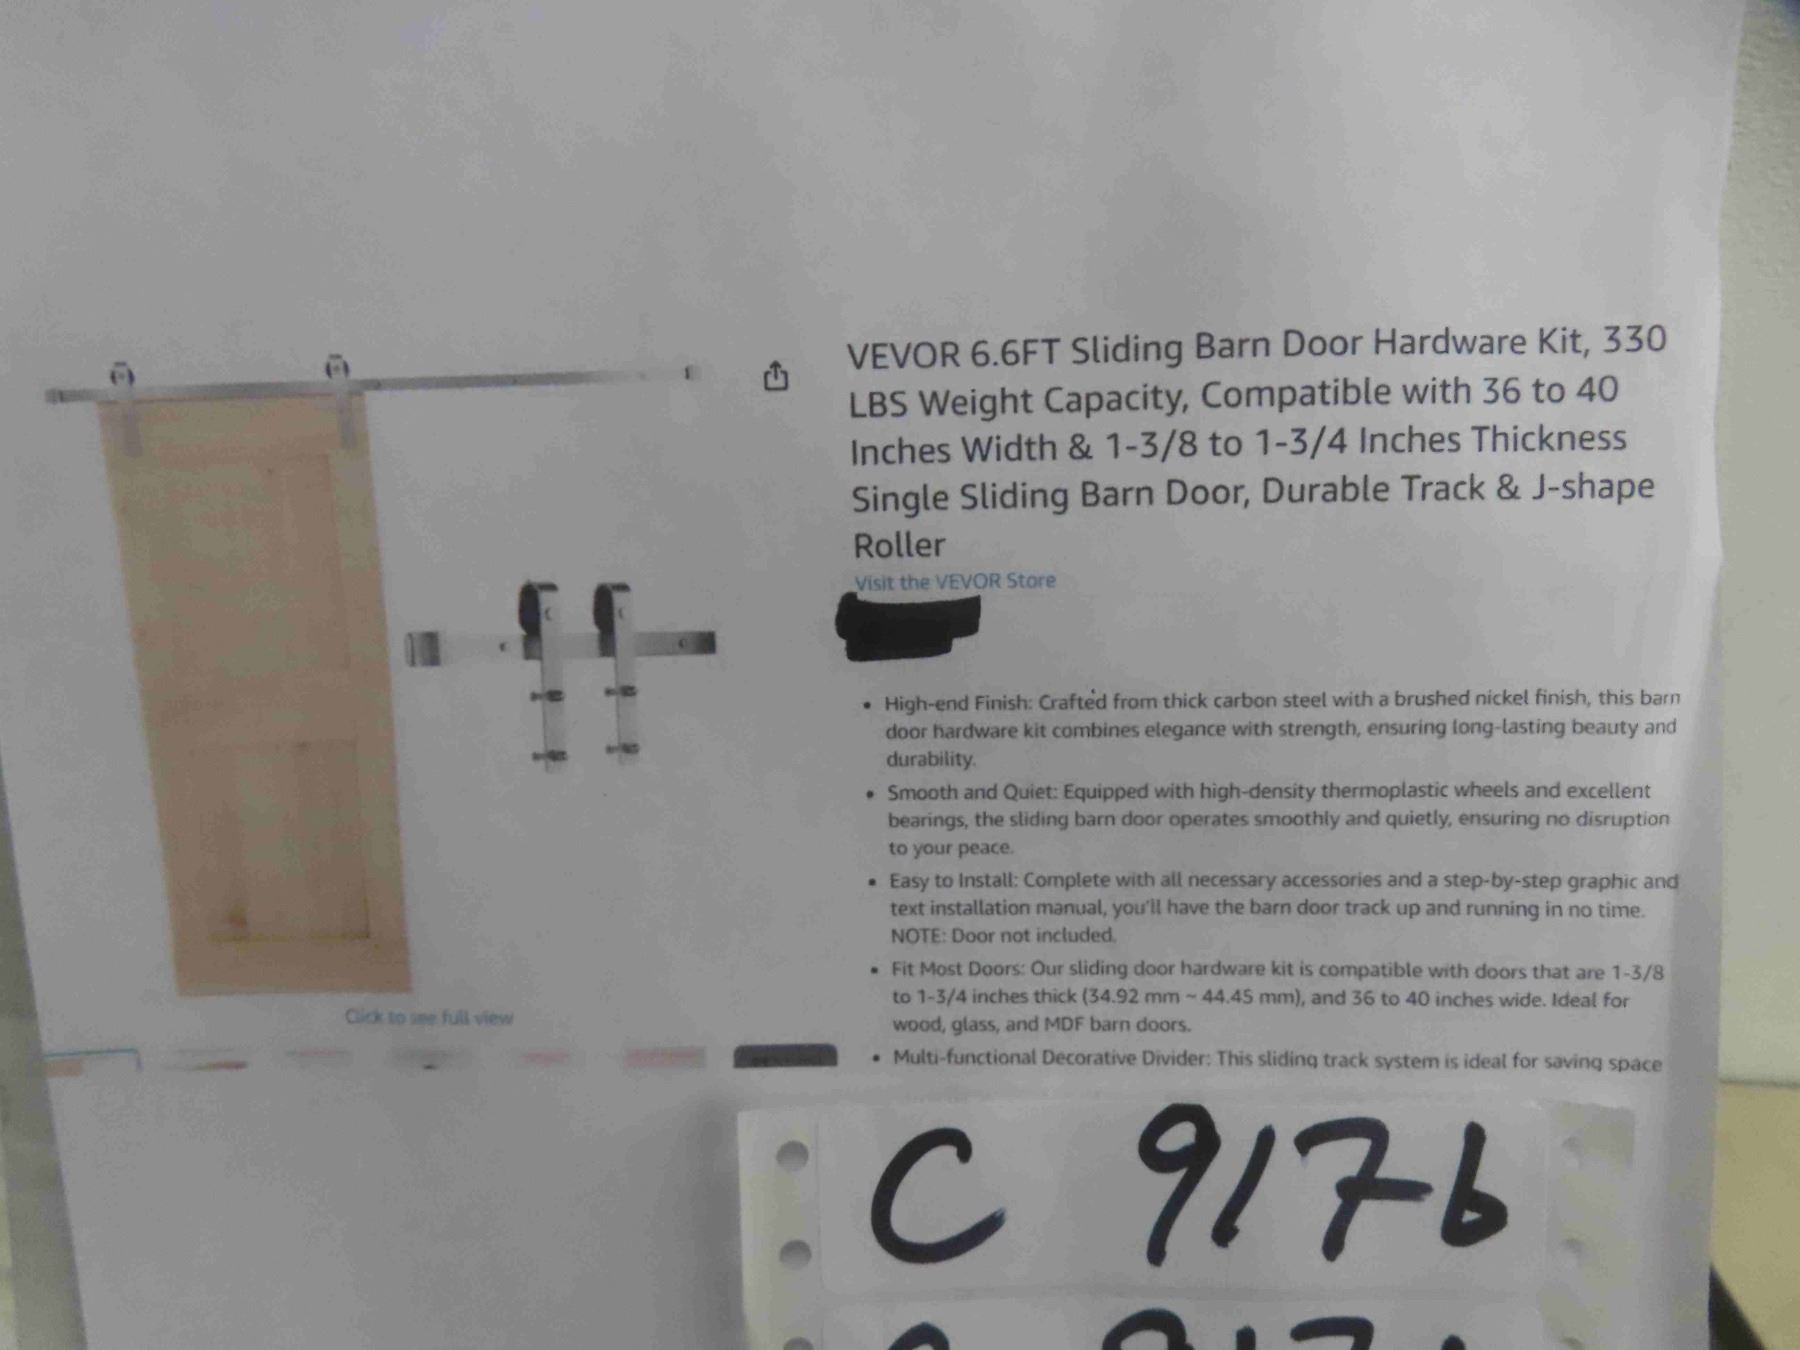 VEVOR 6.6FT Sliding Barn Door Hardware Kit, 330
LBS Weight Capacity, Compatible with 36 to 40
Inches Width & 1-3/8 to 1-3/4 Inches Thickness
Single Sliding Barn Door, Durable Track & J-shape
Roller
Visit the VEVOR Store
• High-end Finish: Crafted from thick carbon steel with a brushed nickel finish, this barn
door hardware kit combines elegance with strength, ensuring long-lasting beauty and
durability.
• Smooth and Quiet: Equipped with high-density thermoplastic wheels and excellent
bearings, the sliding barn door operates smoothly and quietly, ensuring no disruption
to your peace.
• Easy to Install: Complete with all necessary accessories and a step-by-step graphic and
text installation manual, you'll have the barn door track up and running in no time.
NOTE: Door not included.
• Fit Most Doors: Our sliding door hardware kit is compatible with doors that are 1-3/8
to 1-3/4 inches thick (34.92 mm ~ 44.45 mm), and 36 to 40 inches wide. Ideal for
wood, glass, and MDF barn doors.
• Multi-functional Decorative Divider: This sliding track system is ideal for saving space
Click to see full view
C 9176